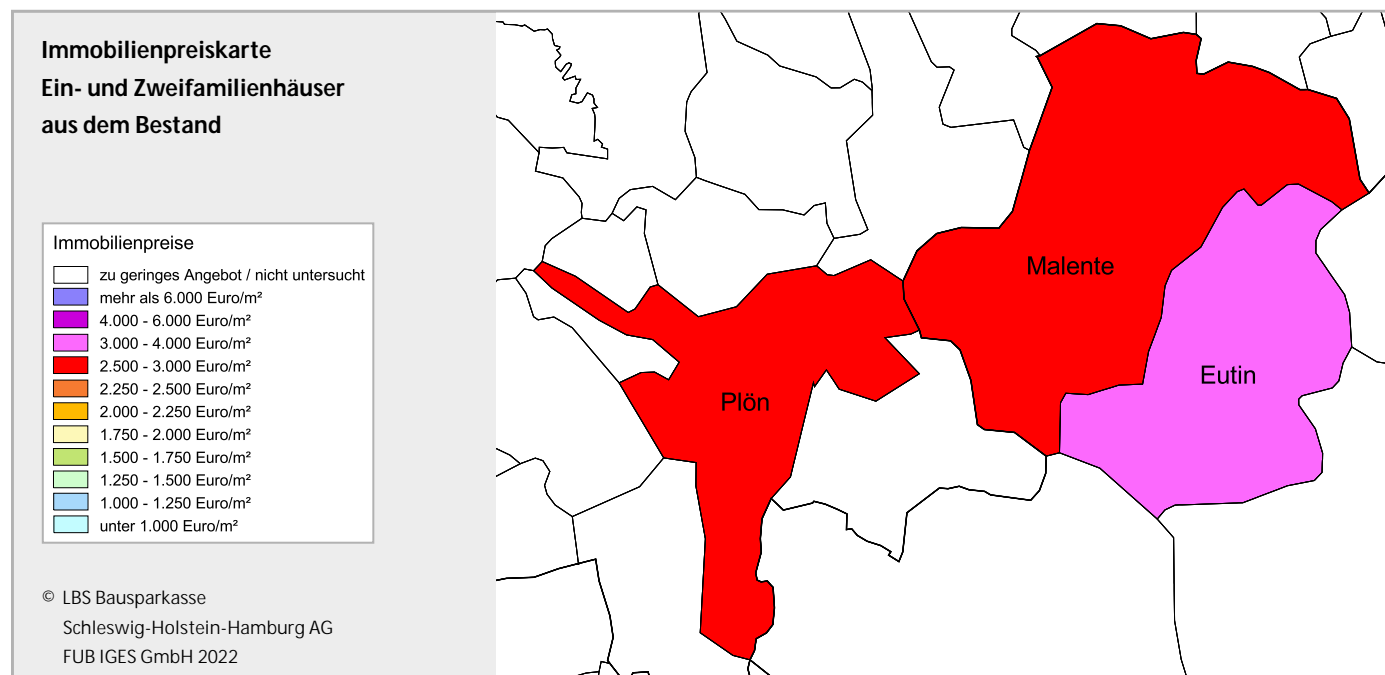 Immobilienpreiskarte
Ein- und Zweifamilienhäuser
aus dem Bestand
Immobilienpreise
zu geringes Angebot / nicht untersucht
mehr als 6.000 Euro/m²
4.000 - 6.000 Euro/m²
3.000 - 4.000 Euro/m²
2.500 - 3.000 Euro/m²
2.250 - 2.500 Euro/m²
2.000 - 2.250 Euro/m²
1.750 - 2.000 Euro/m²
1.500 - 1.750 Euro/m²
1.250 - 1.500 Euro/m²
1.000 - 1.250 Euro/m²
unter 1.000 Euro/m²
© LBS Bausparkasse
Schleswig-Holstein-Hamburg AG
FUB IGES GmbH 2022
Malente
Eutin
Plön